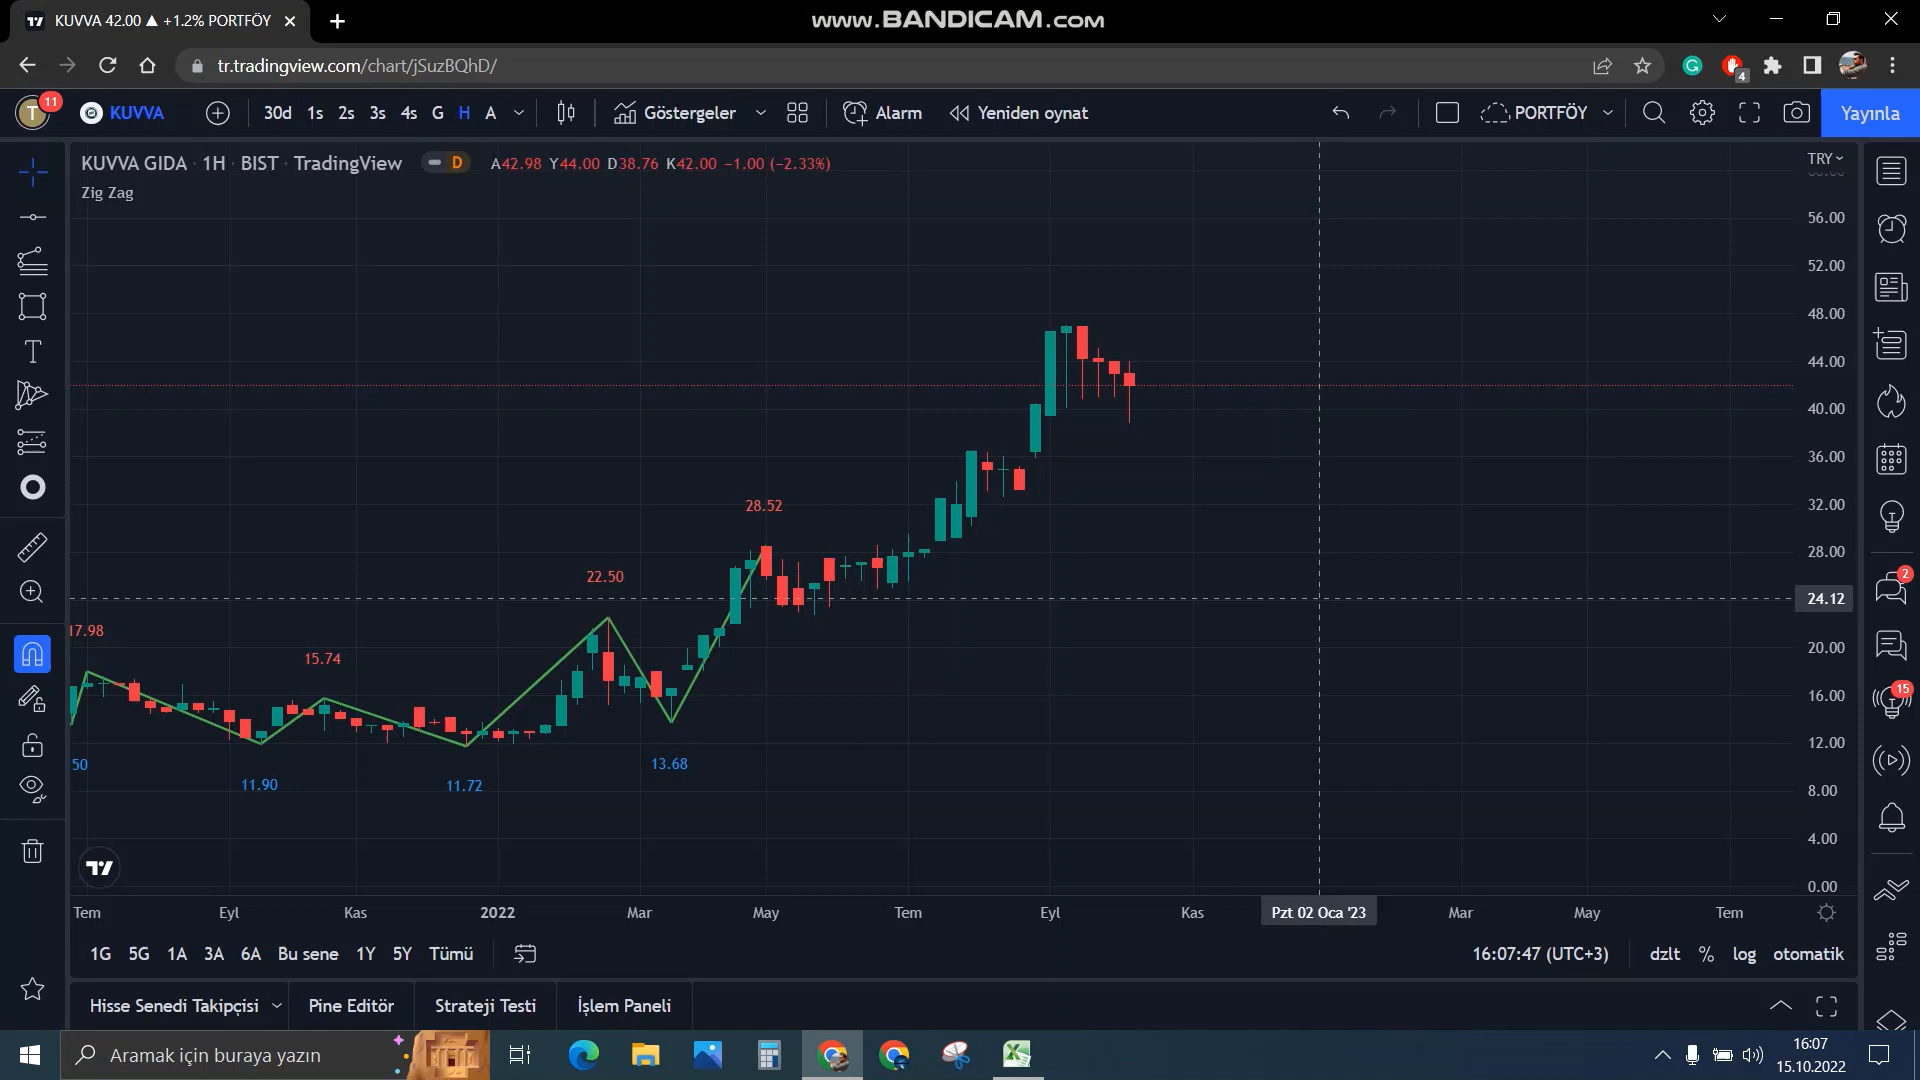 KUVVA 42.00 ▲ +1.2% PORTFÖY
www.BANDICAM.com
tr.tradingview.com/chart/jSuzBQhD/
4
T 11 KUVVA 30d 1s 2s 3s 4s G H A Göstergeler Alarm Yeniden oynat PORTFÖY Yayınla
KUVVA GIDA · 1H · BIST · TradingView D A42.98 Y44.00 D38.76 K42.00 −1.00 (−2.33%)
Zig Zag
TRY
56.00
52.00
48.00
44.00
40.00
36.00
32.00
28.00
24.12
20.00
16.00
12.00
8.00
4.00
0.00
28.52
22.50
17.98
15.74
50
11.90
11.72
13.68
2
15
Tem Eyl Kas 2022 Mar May Tem Eyl Kas Pzt 02 Oca '23 Mar May Tem
1G 5G 1A 3A 6A Bu sene 1Y 5Y Tümü 16:07:47 (UTC+3) dzlt % log otomatik
Hisse Senedi Takipçisi Pine Editör Strateji Testi İşlem Paneli
Aramak için buraya yazın
16:07
15.10.2022